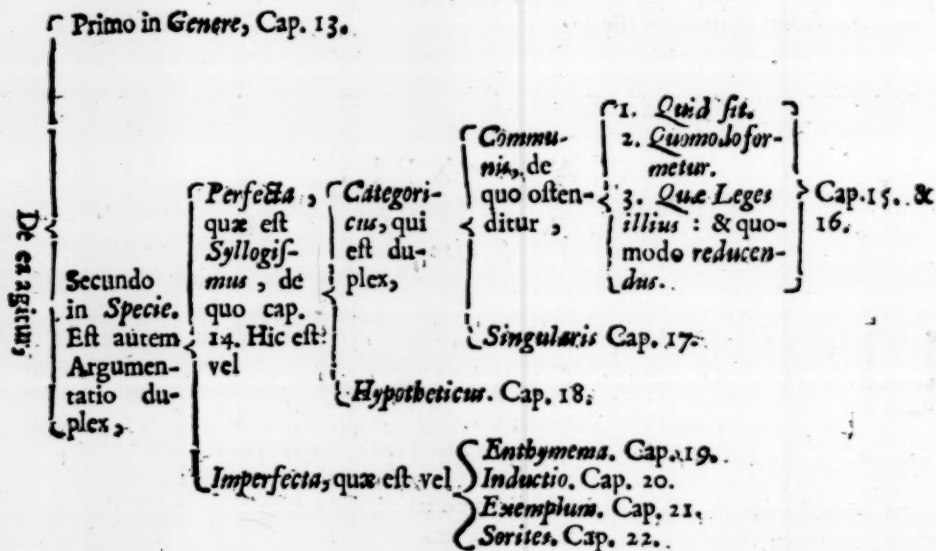 De ea agitur,
Primo in Genere, Cap. 13.
Secundo
in Specie.
Est autem
Argumen-
tatio du-
plex,
Perfecta,
quæ est
Syllogis-
mus, de
quo cap.
14. Hic est
vel
Categori-
cus, qui
est du-
plex,
Commu-
nis, de
quo osten-
ditur,
1. Quid sit.
2. Quomodo for-
metur.
3. Quæ Leges
illius: & quo-
modo reducen-
dus.
Cap. 15. &
16.
Singularis Cap. 17.
Hypotheticus. Cap. 18.
Imperfecta, quæ est vel
Enthymema. Cap. 19.
Inductio. Cap. 20.
Exemplum. Cap. 21.
Sorites. Cap. 22.